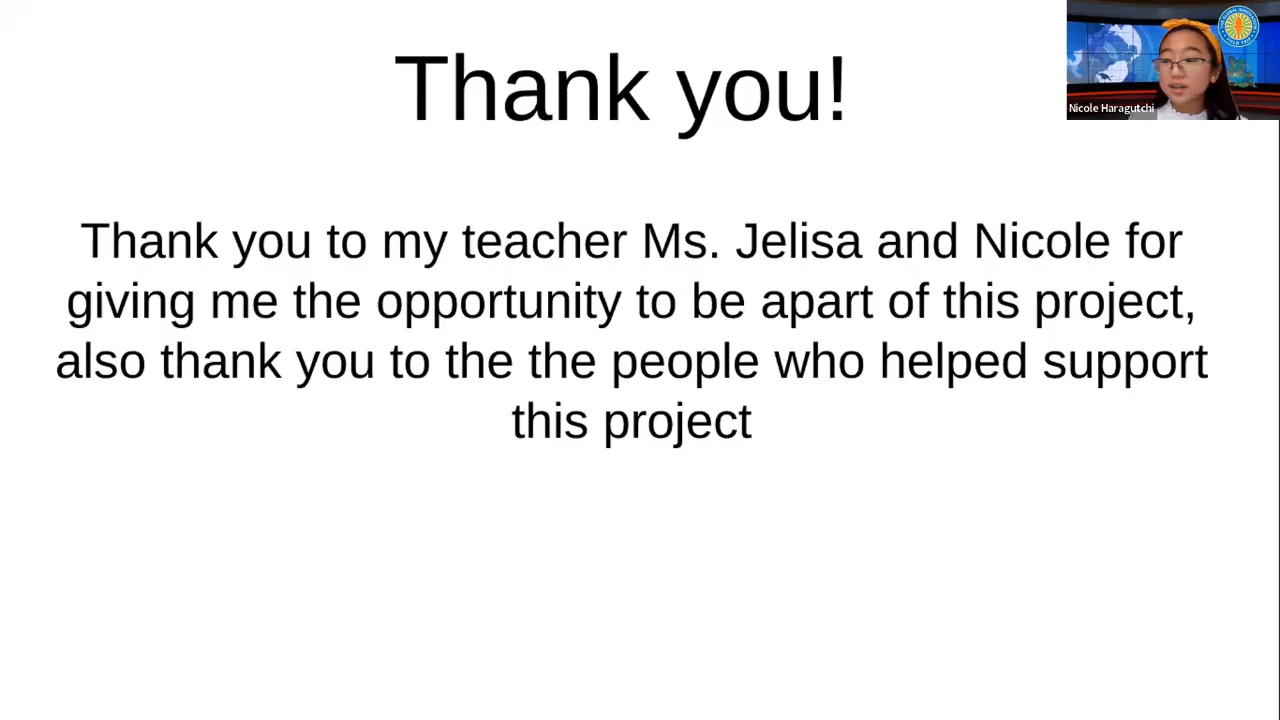 Thank you!
Nicole Haragutchi
Thank you to my teacher Ms. Jelisa and Nicole for
giving me the opportunity to be apart of this project,
also thank you to the the people who helped support
this project